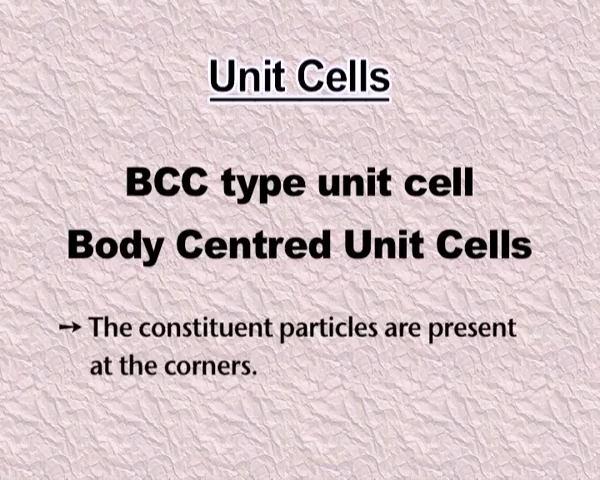 Unit Cells
BCC type unit cell
Body Centred Unit Cells
→ The constituent particles are present
at the corners.